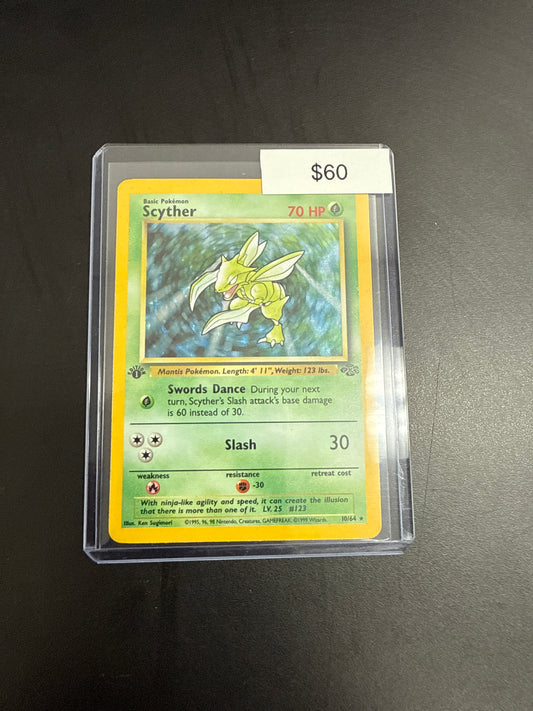 $60
Basic Pokémon
Scyther
70 HP
EDITION
1
Mantis Pokémon. Length: 4' 11", Weight: 123 lbs.
Swords Dance During your next
turn, Scyther's Slash attack's base damage
is 60 instead of 30.
Slash 30
weakness resistance retreat cost
-30
With ninja-like agility and speed, it can create the illusion
that there is more than one of it. LV. 25 #123
Illus. Ken Sugimori ©1995, 96, 98 Nintendo, Creatures, GAMEFREAK. ©1999 Wizards. 10/64 ★